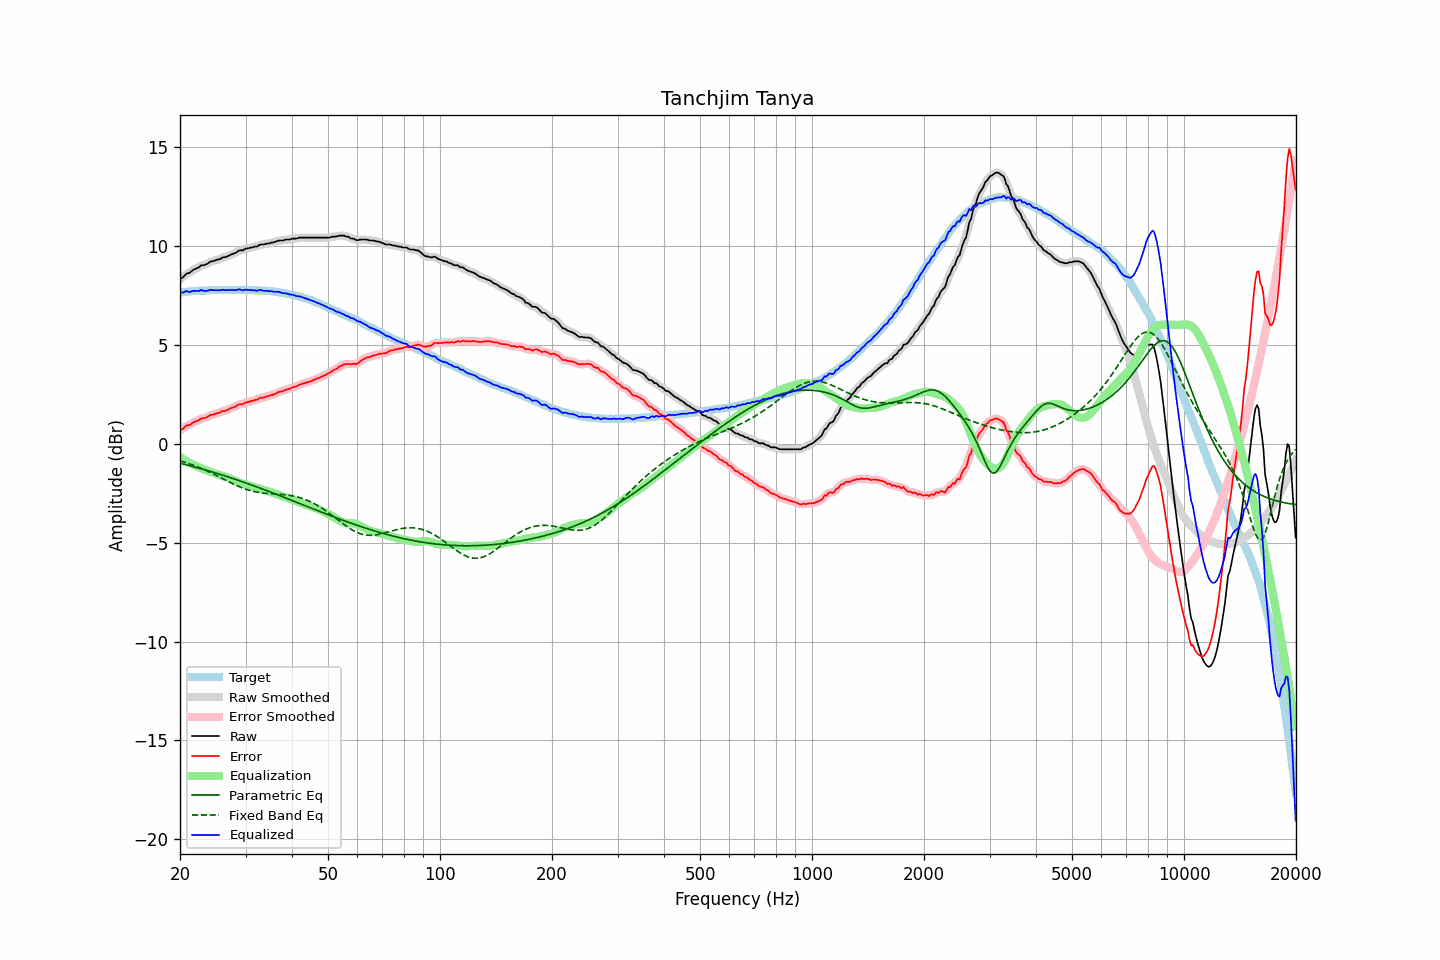 Tanchjim Tanya
Amplitude (dBr)
15
10
5
0
−5
−10
−15
−20
Target
Raw Smoothed
Error Smoothed
Raw
Error
Equalization
Parametric Eq
Fixed Band Eq
Equalized
20
50
100
200
500
1000
2000
5000
10000
20000
Frequency (Hz)